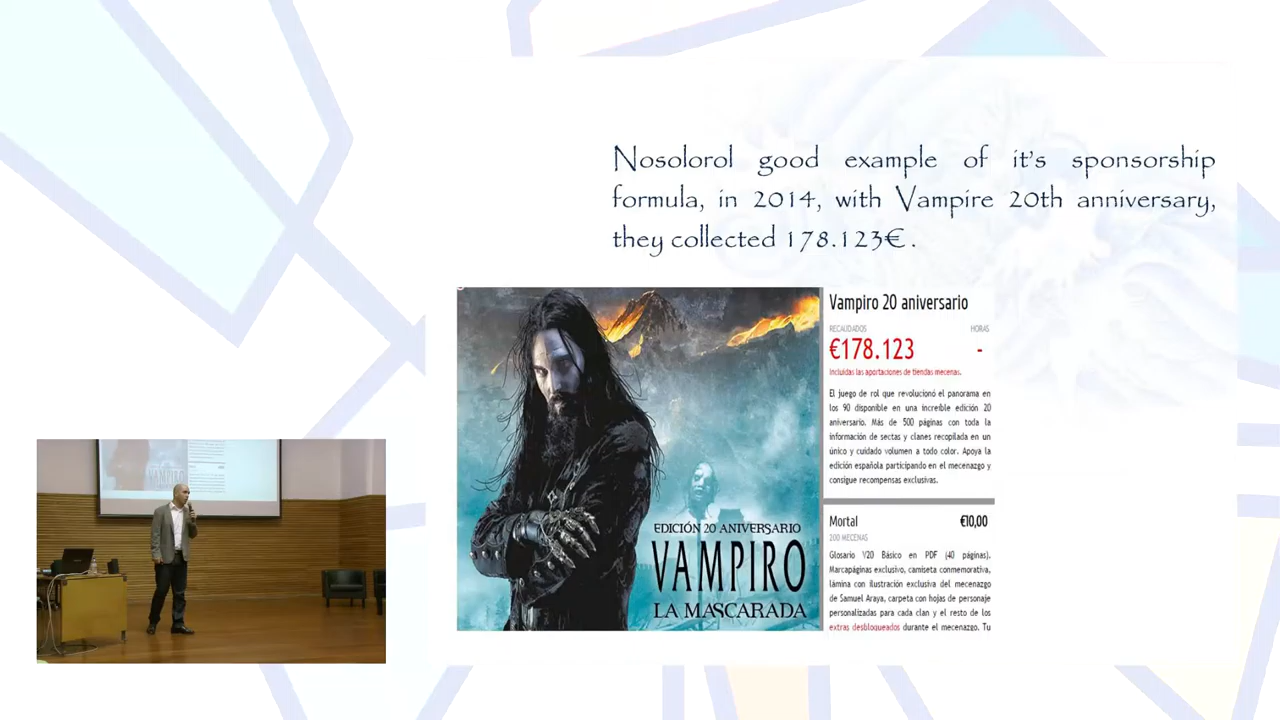 Nosolorol good example of it's sponsorship
formula, in 2014, with Vampire 20th anniversary,
they collected 178.123€.
EDICIÓN 20 ANIVERSARIO
VAMPIRO
LA MASCARADA
Vampiro 20 aniversario
RECAUDADOS HORAS
€178.123 -
Incluidas las aportaciones de tiendas mecenas.
El juego de rol que revolucionó el panorama en
los 90 disponible en una increíble edición 20
aniversario. Más de 500 páginas con toda la
información de sectas y clanes recopilada en un
único y cuidado volumen a todo color. Apoya la
edición española participando en el mecenazgo y
consigue recompensas exclusivas.
Mortal €10,00
200 MECENAS
Glosario V20 Básico en PDF (40 páginas).
Marcapáginas exclusivo, camiseta conmemorativa,
lámina con ilustración exclusiva del mecenazgo
de Samuel Araya, carpeta con hojas de personaje
personalizadas para cada clan y el resto de los
extras desbloqueados durante el mecenazgo. Tu
VAMPIRO